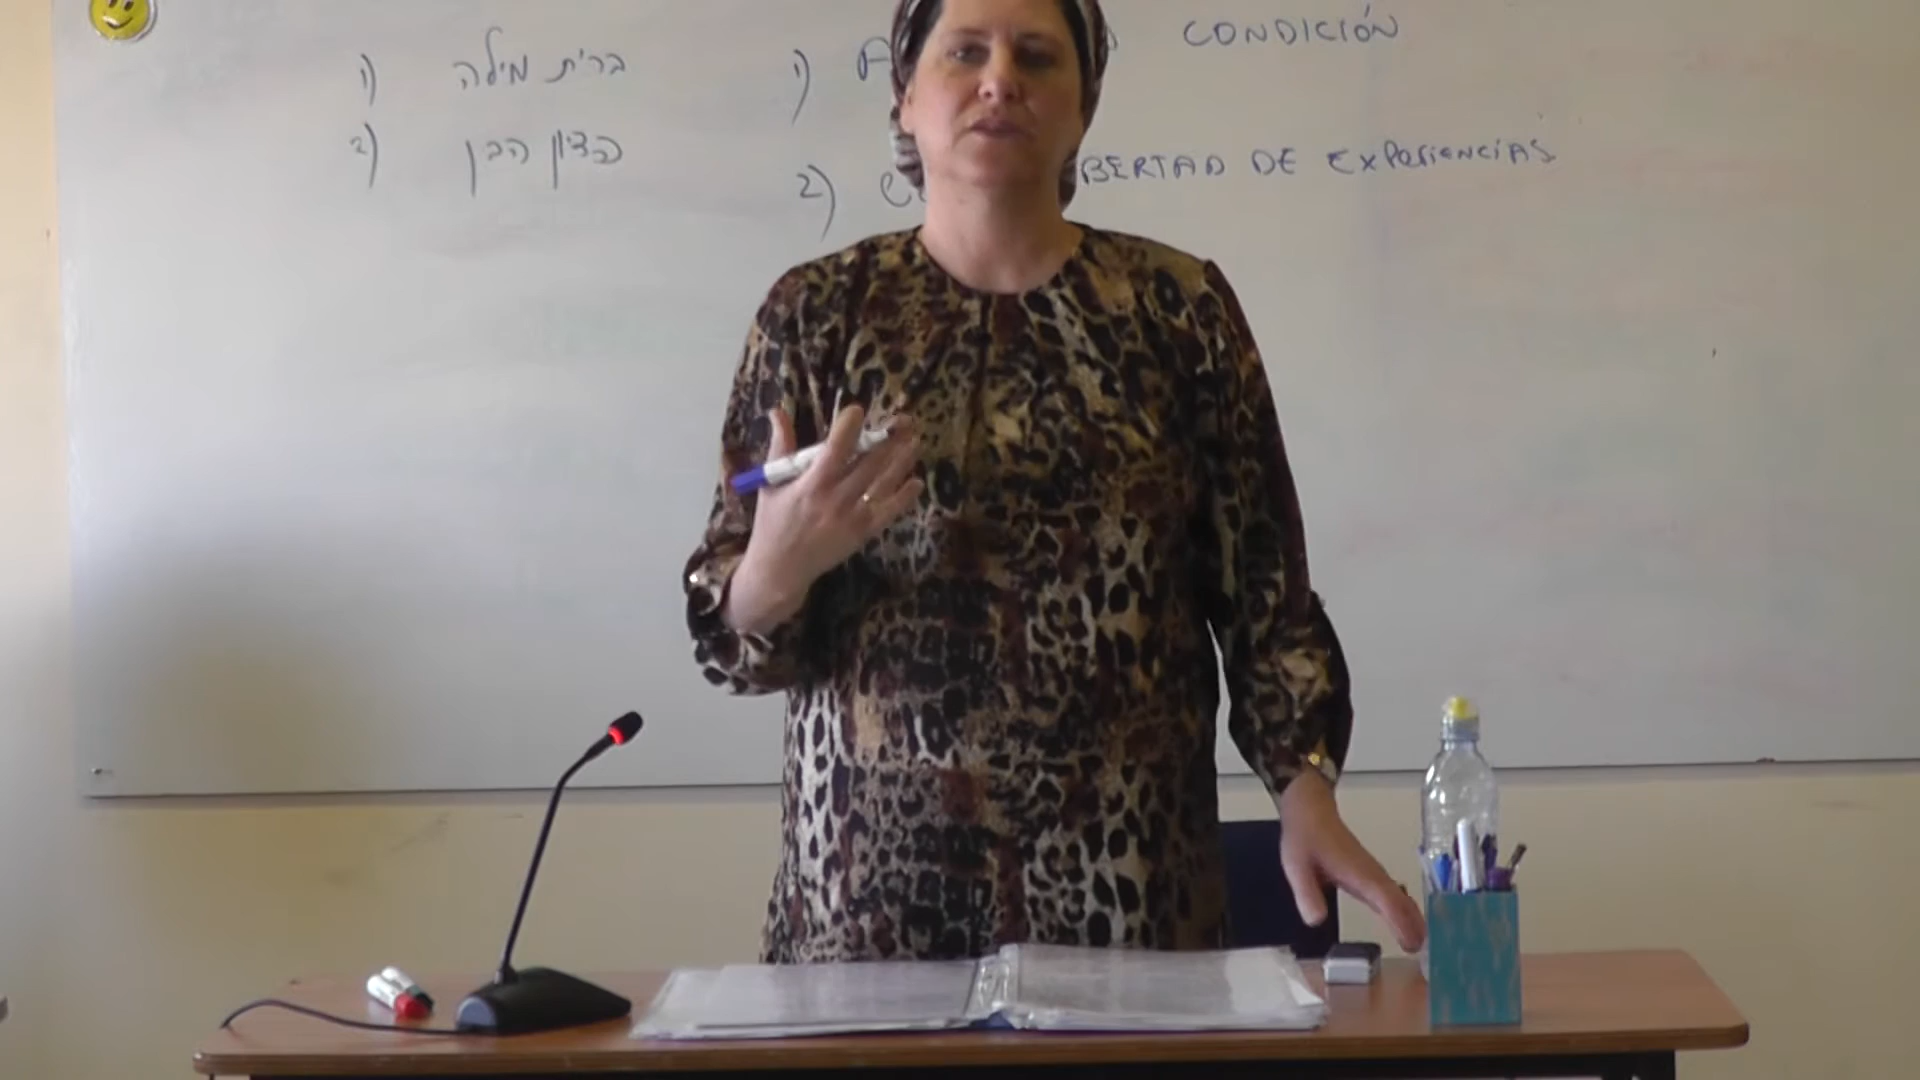 1) ברית מילה
2) פדיון הבן
1) CONDICIÓN
2) BERTAD DE EXPERIENCIAS